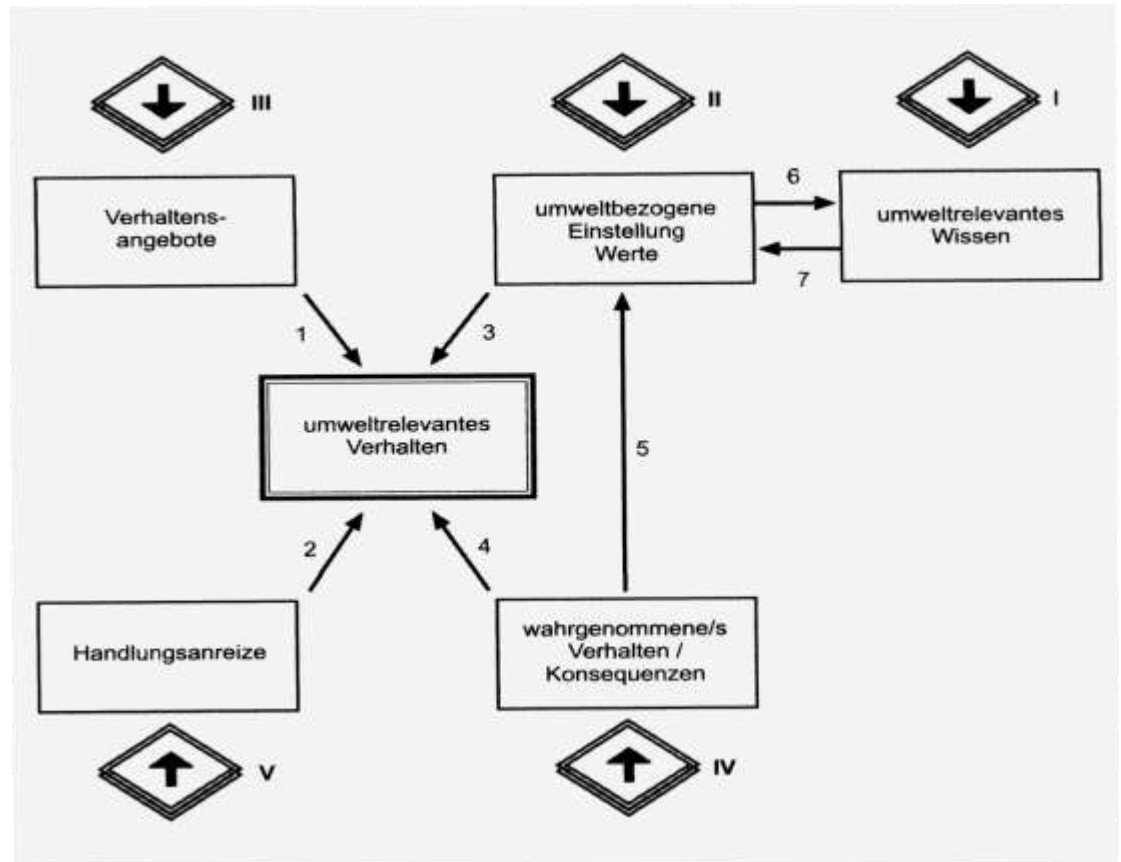 III
II
I
Verhaltens-
angebote
umweltbezogene
Einstellung
Werte
6
umweltrelevantes
Wissen
7
1
3
umweltrelevantes
Verhalten
5
2
4
Handlungsanreize
wahrgenommene/s
Verhalten /
Konsequenzen
V
IV